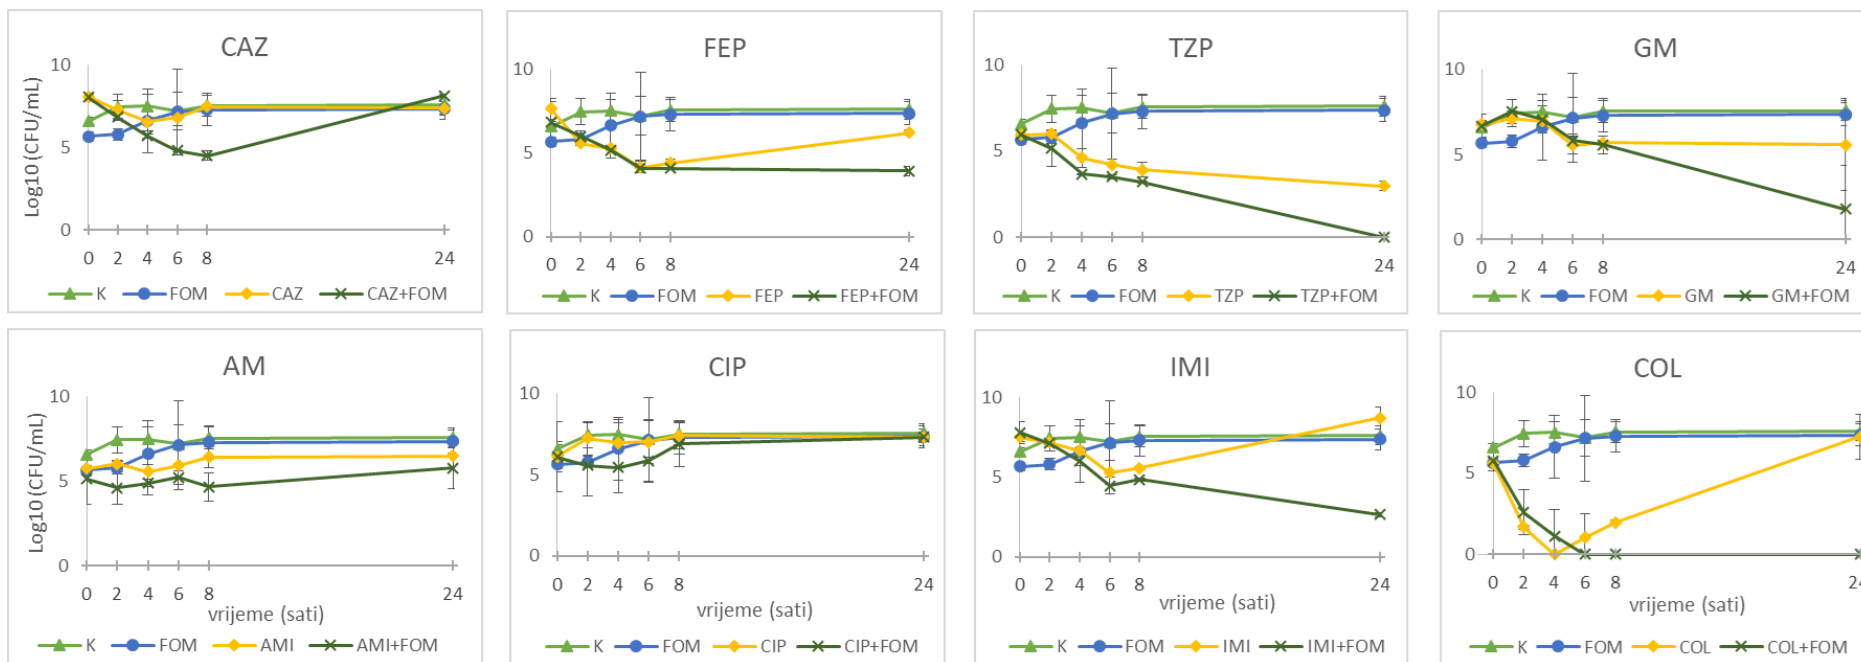 CAZ
10
5
0
Log10 (CFU/mL)
0 2 4 6 8 24
K FOM CAZ CAZ+FOM
FEP
10
5
0
0 2 4 6 8 24
K FOM FEP FEP+FOM
TZP
10
5
0
0 2 4 6 8 24
K FOM TZP TZP+FOM
GM
10
5
0
0 2 4 6 8 24
K FOM GM GM+FOM
AM
10
5
0
Log10 (CFU/mL)
0 2 4 6 8 24
vrijeme (sati)
K FOM AMI AMI+FOM
CIP
10
5
0
0 2 4 6 8 24
vrijeme (sati)
K FOM CIP CIP+FOM
IMI
10
5
0
0 2 4 6 8 24
vrijeme (sati)
K FOM IMI IMI+FOM
COL
10
5
0
0 2 4 6 8 24
vrijeme (sati)
K FOM COL COL+FOM